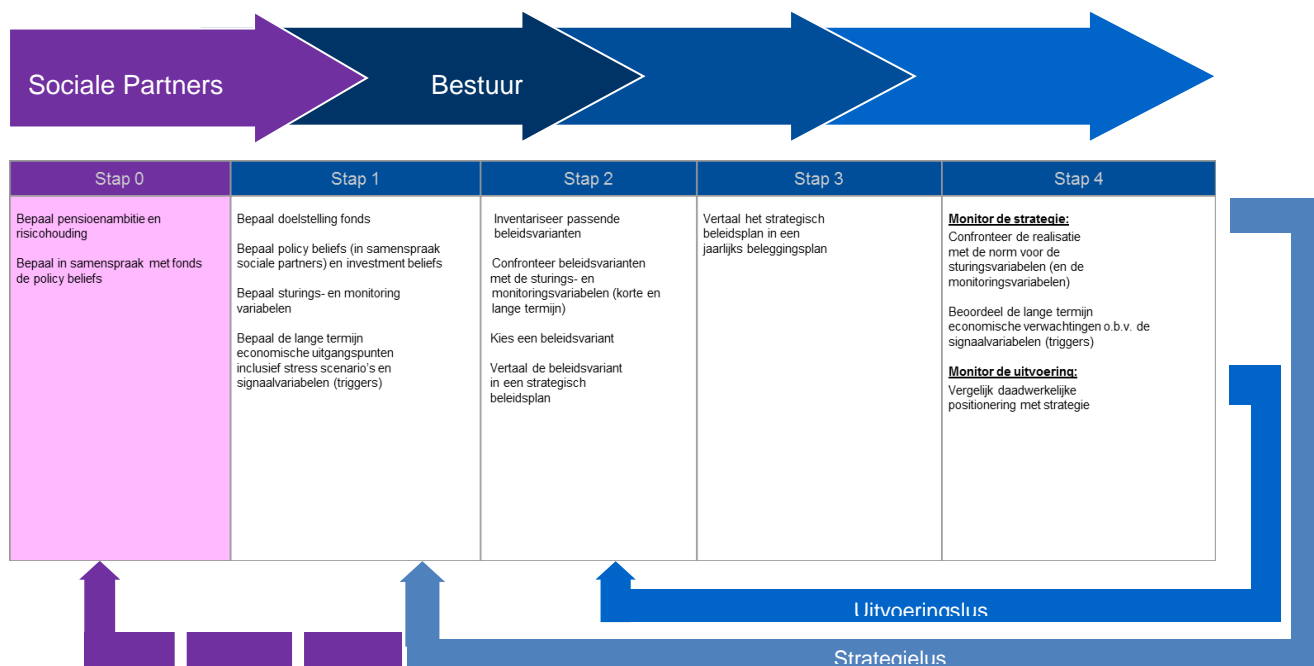 Sociale Partners
Bestuur
Stap 0
Stap 1
Stap 2
Stap 3
Stap 4
Bepaal pensioenambitie en
risicohouding
Bepaal in samenspraak met fonds
de policy beliefs
Bepaal doelstelling fonds
Bepaal policy beliefs (in samenspraak
sociale partners) en investment beliefs
Bepaal sturings- en monitoring
variabelen
Bepaal de lange termijn
economische uitgangspunten
inclusief stress scenario's en
signaalvariabelen (triggers)
Inventariseer passende
beleidsvarianten
Confronteer beleidsvarianten
met de sturings- en
monitoringsvariabelen (korte en
lange termijn)
Kies een beleidsvariant
Vertaal de beleidsvariant
in een strategisch
beleidsplan
Vertaal het strategisch
beleidsplan in een
jaarlijks beleggingsplan
Monitor de strategie:
Confronteer de realisatie
met de norm voor de
sturingsvariabelen (en de
monitoringsvariabelen)
Beoordeel de lange termijn
economische verwachtingen o.b.v. de
signaalvariabelen (triggers)
Monitor de uitvoering:
Vergelijk daadwerkelijke
positionering met strategie
Uitvoeringslus
Strategielus